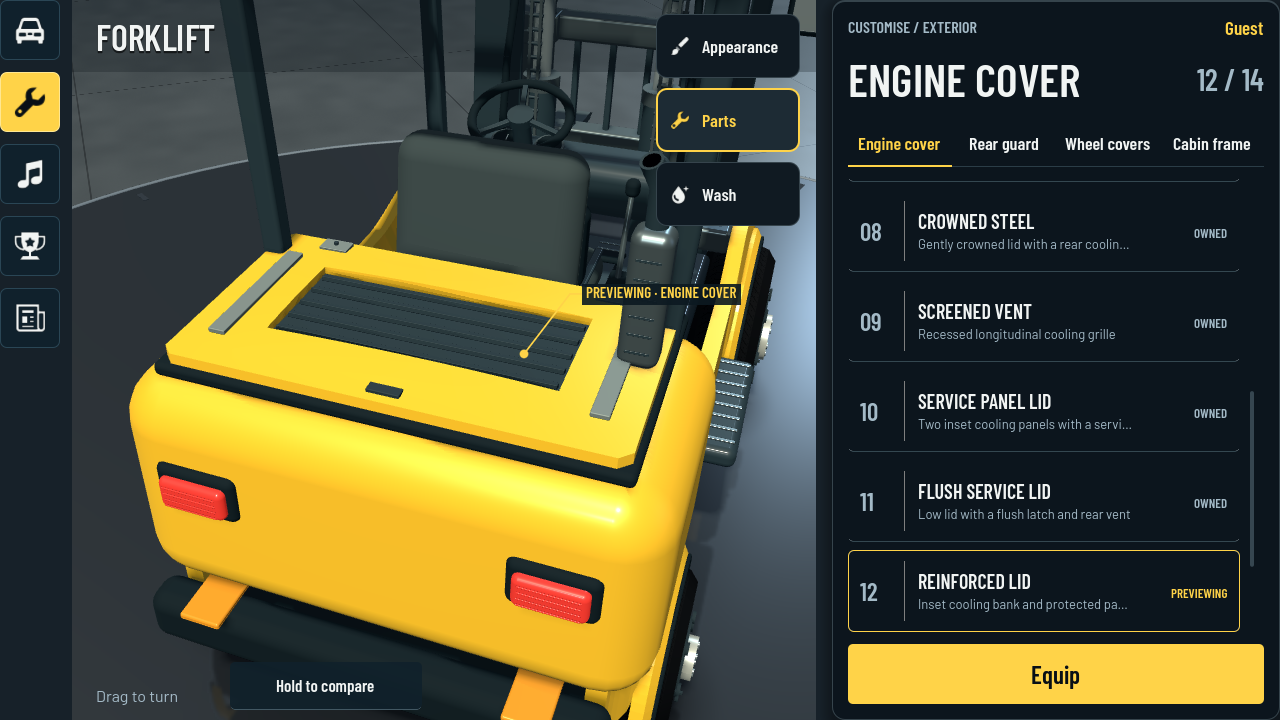 FORKLIFT
Appearance
Parts
Wash
PREVIEWING · ENGINE COVER
Drag to turn
Hold to compare
CUSTOMISE / EXTERIOR
Guest
ENGINE COVER
12 / 14
Engine cover
Rear guard
Wheel covers
Cabin frame
08
CROWNED STEEL
Gently crowned lid with a rear coolin...
OWNED
09
SCREENED VENT
Recessed longitudinal cooling grille
OWNED
10
SERVICE PANEL LID
Two inset cooling panels with a servi...
OWNED
11
FLUSH SERVICE LID
Low lid with a flush latch and rear vent
OWNED
12
REINFORCED LID
Inset cooling bank and protected pa...
PREVIEWING
Equip